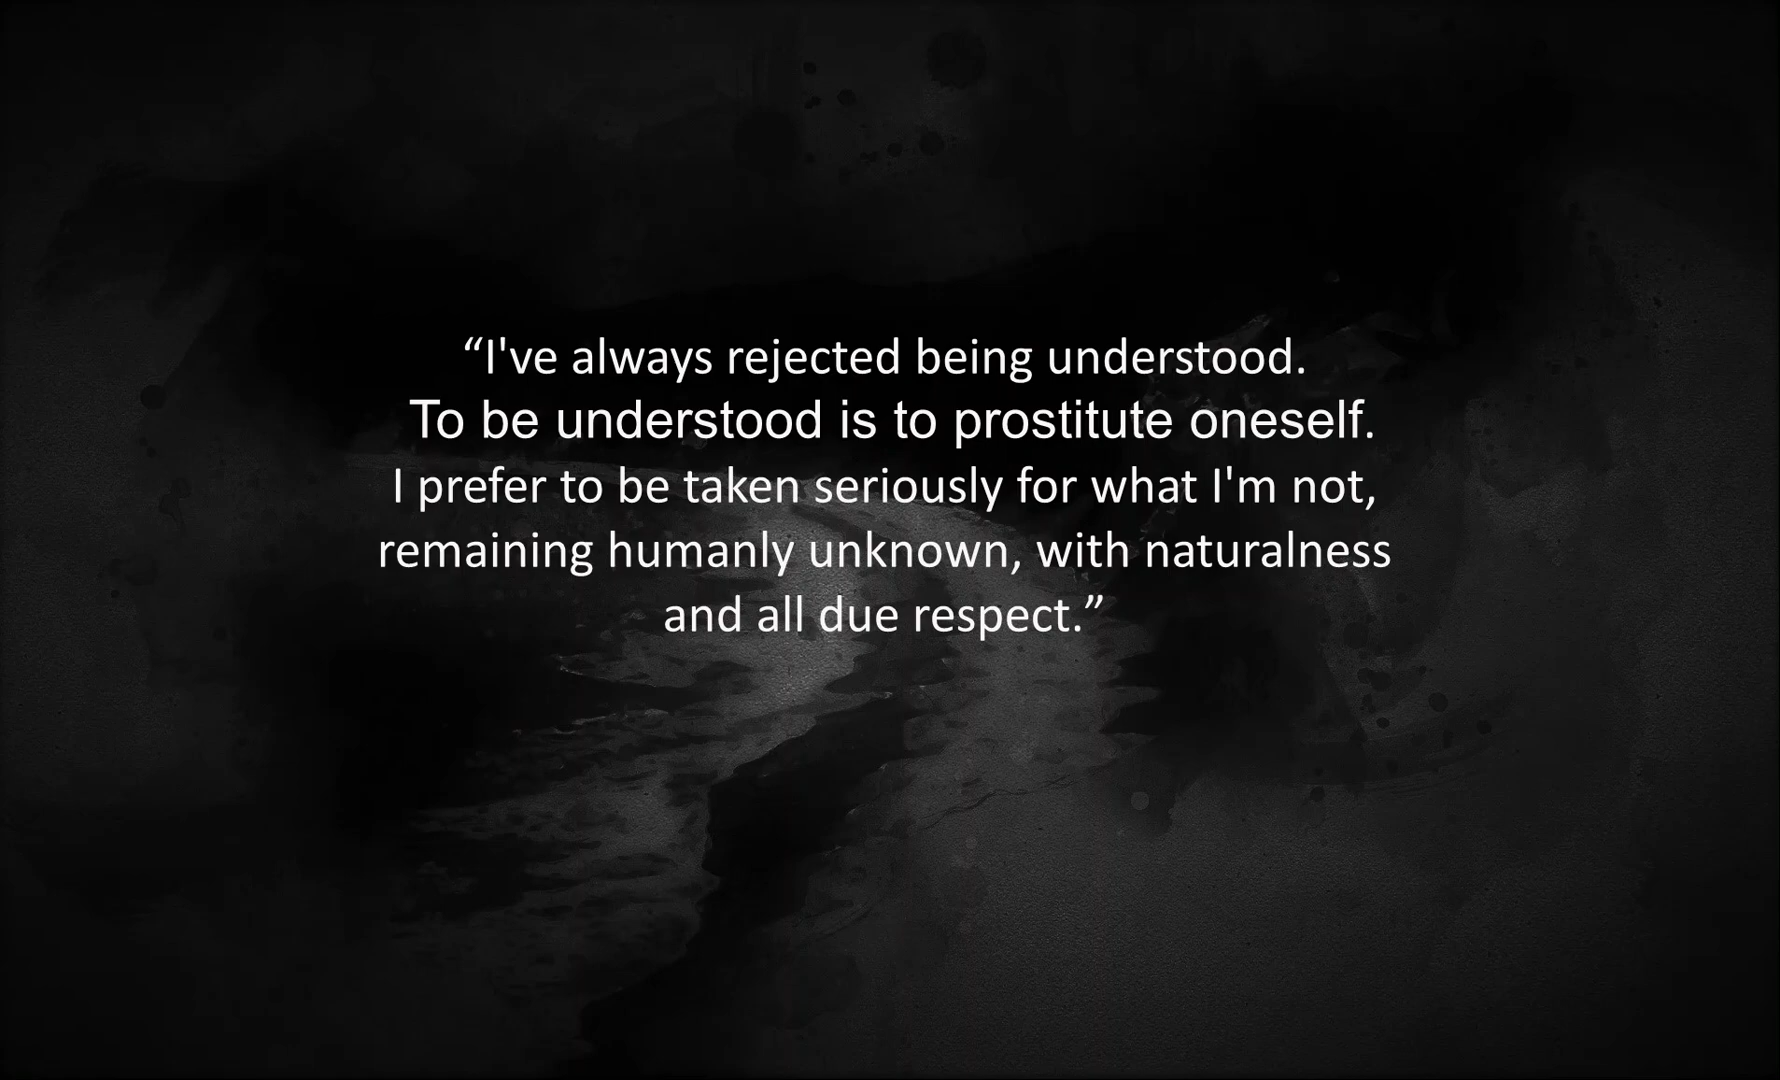 “I've always rejected being understood.
To be understood is to prostitute oneself.
I prefer to be taken seriously for what I'm not,
remaining humanly unknown, with naturalness
and all due respect.”